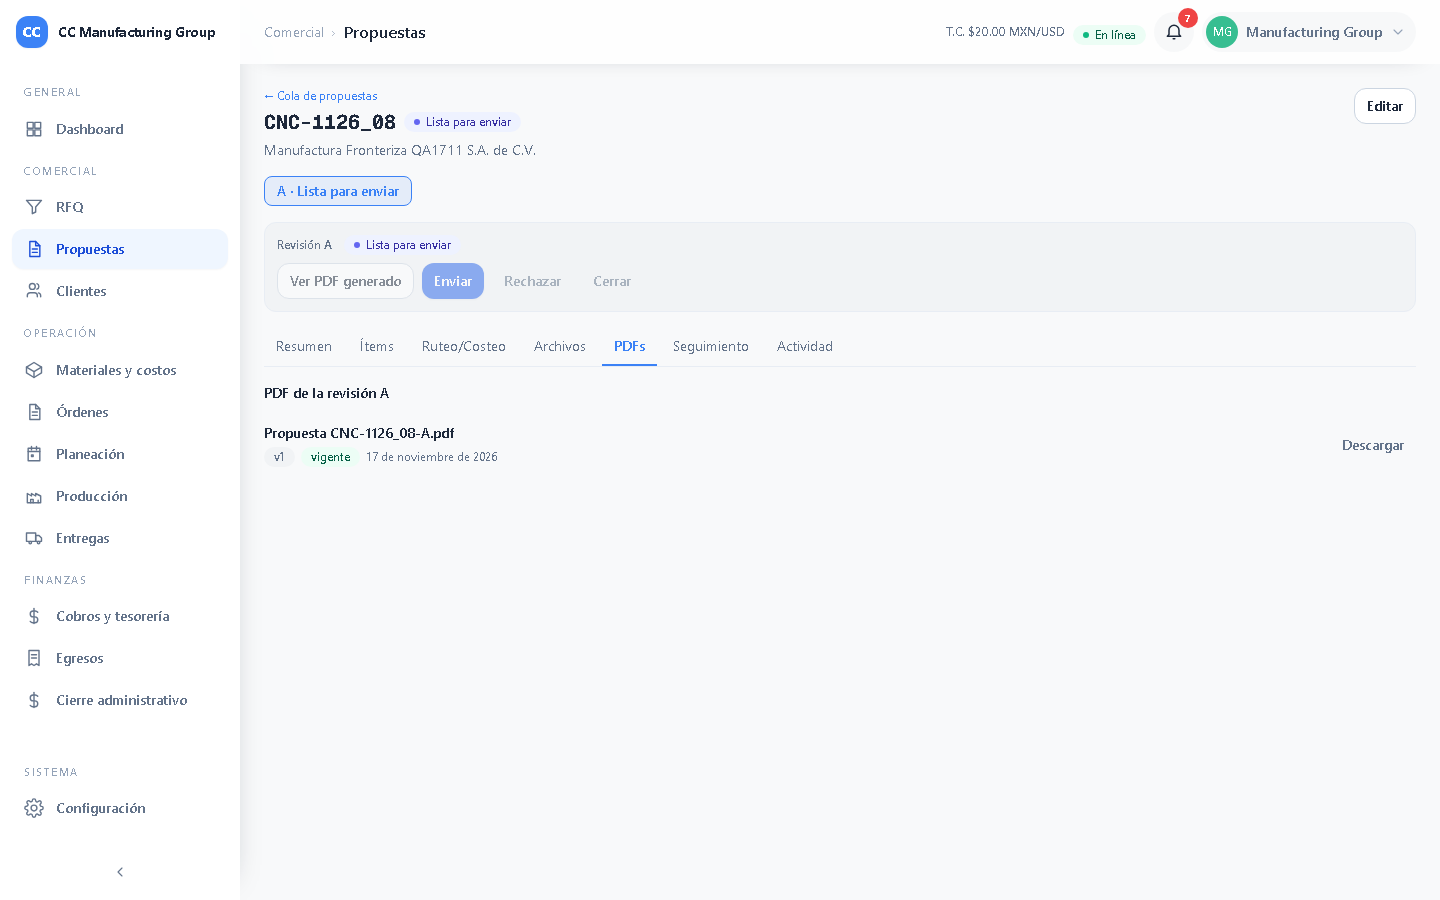 CC
CC Manufacturing Group
GENERAL
Dashboard
COMERCIAL
RFQ
Propuestas
Clientes
OPERACIÓN
Materiales y costos
Órdenes
Planeación
Producción
Entregas
FINANZAS
Cobros y tesorería
Egresos
Cierre administrativo
SISTEMA
Configuración
Comercial › Propuestas
T.C. $20.00 MXN/USD
En línea
7
MG
Manufacturing Group
← Cola de propuestas
CNC-1126_08
Lista para enviar
Editar
Manufactura Fronteriza QA1711 S.A. de C.V.
A · Lista para enviar
Revisión A
Lista para enviar
Ver PDF generado
Enviar
Rechazar
Cerrar
Resumen
Ítems
Ruteo/Costeo
Archivos
PDFs
Seguimiento
Actividad
PDF de la revisión A
Propuesta CNC-1126_08-A.pdf
v1
vigente
17 de noviembre de 2026
Descargar